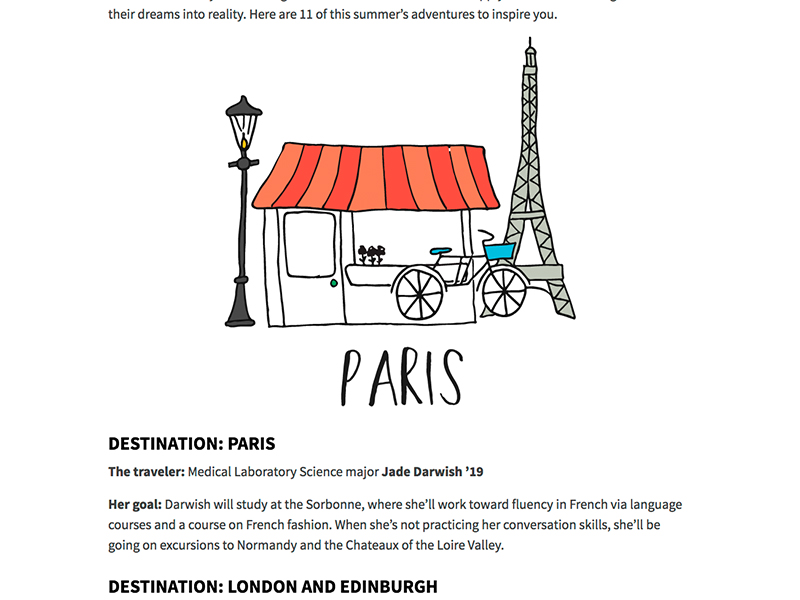 their dreams into reality. Here are 11 of this summer’s adventures to inspire you.
PARIS
DESTINATION: PARIS
The traveler: Medical Laboratory Science major Jade Darwish ’19
Her goal: Darwish will study at the Sorbonne, where she’ll work toward fluency in French via language
courses and a course on French fashion. When she’s not practicing her conversation skills, she’ll be
going on excursions to Normandy and the Chateaux of the Loire Valley.
DESTINATION: LONDON AND EDINBURGH